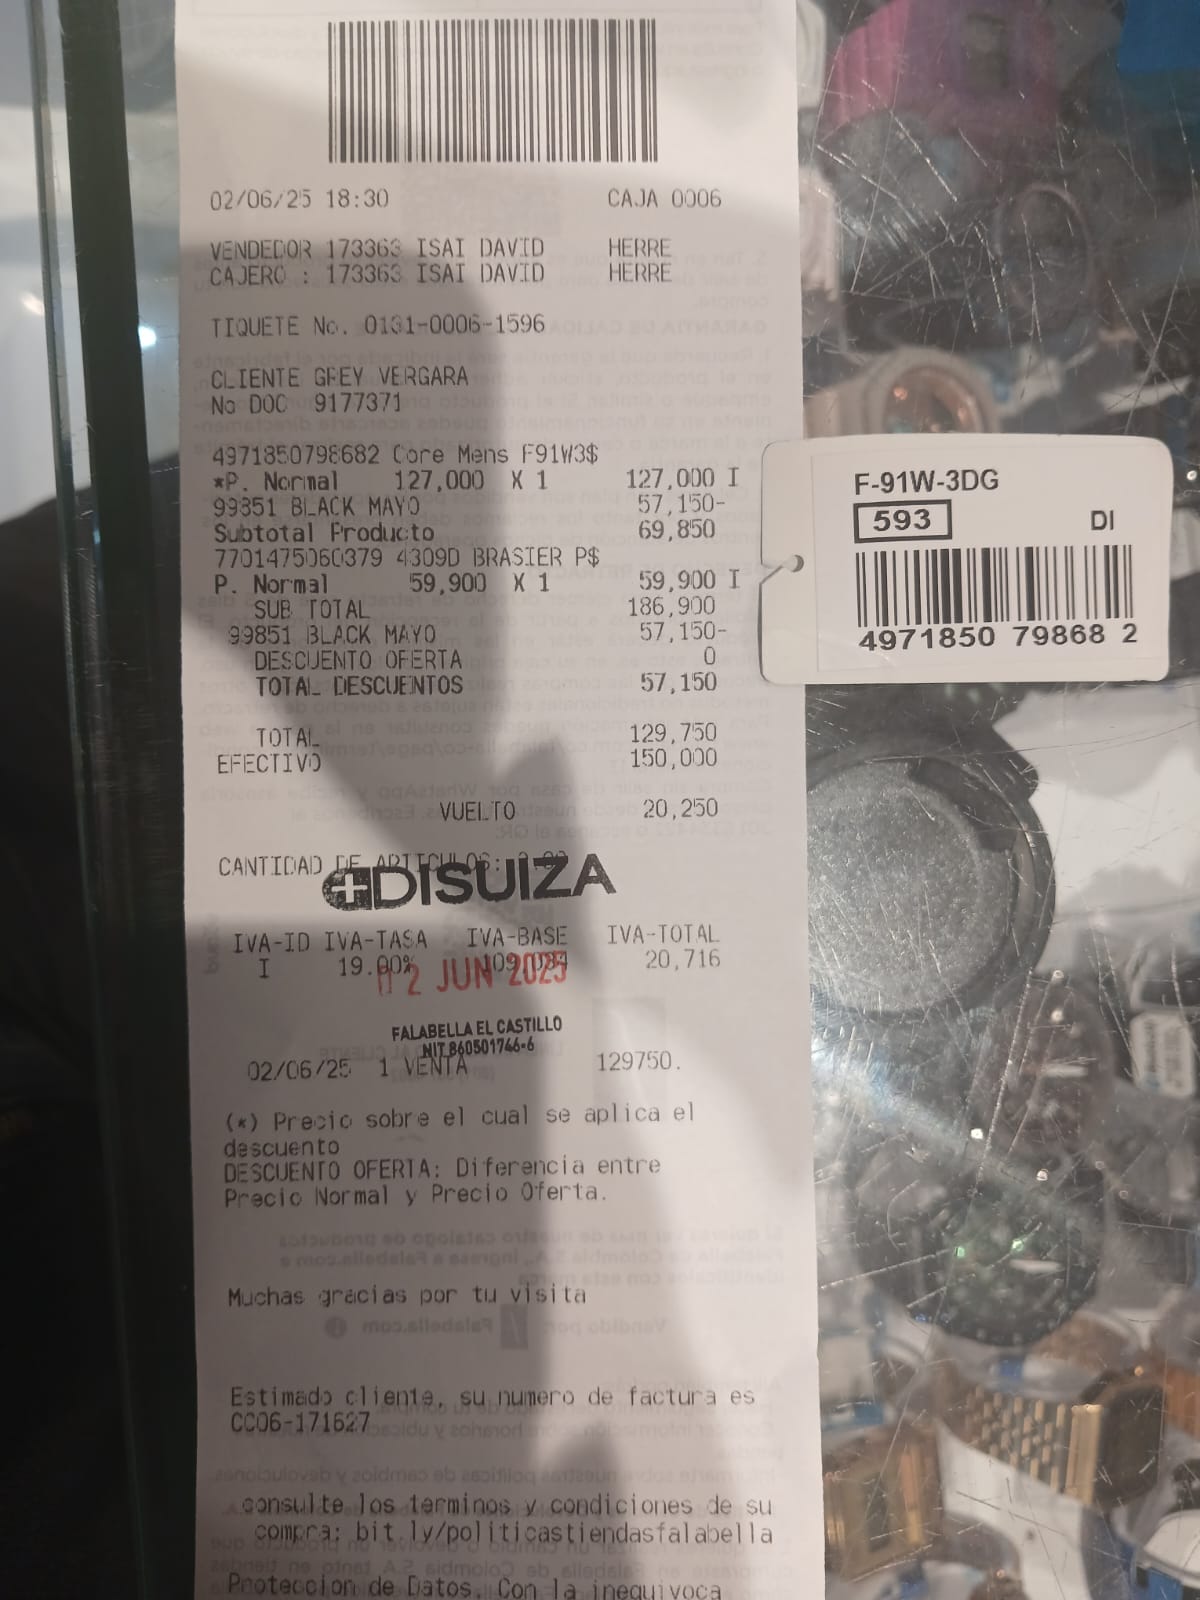 02/06/25 18:30 CAJA 0006
VENDEDOR 173363 ISAI DAVID HERRE
CAJERO : 173363 ISAI DAVID HERRE
TIQUETE No. 0131-0006-1596
CLIENTE GREY VERGARA
No DOC 9177371
4971850798682 Core Mens F91W3$
*P. Normal 127,000 X 1 127,000 I
99851 BLACK MAYO 57,150-
Subtotal Producto 69,850
7701475060379 4309D BRASIER P$
P. Normal 59,900 X 1 59,900 I
SUB TOTAL 186,900
99851 BLACK MAYO 57,150-
DESCUENTO OFERTA 0
TOTAL DESCUENTOS 57,150
TOTAL 129,750
EFECTIVO 150,000
VUELTO 20,250
CANTIDAD DE ARTICULOS:
DISUIZA
IVA-ID IVA-TASA IVA-BASE IVA-TOTAL
I 19.00% 109,034 20,716
2 JUN 2025
FALABELLA EL CASTILLO
NIT 860501746-6
02/06/25 1 VENTA 129750.
(*) Precio sobre el cual se aplica el
descuento
DESCUENTO OFERTA: Diferencia entre
Precio Normal y Precio Oferta.
Muchas gracias por tu visita
Estimado cliente, su numero de factura es
CC06-171627
consulte los terminos y condiciones de su
compra: bit.ly/politicastiendasfalabella
Proteccion de Datos. Con la inequivoca
F-91W-3DG
593 DI
4971850 79868 2